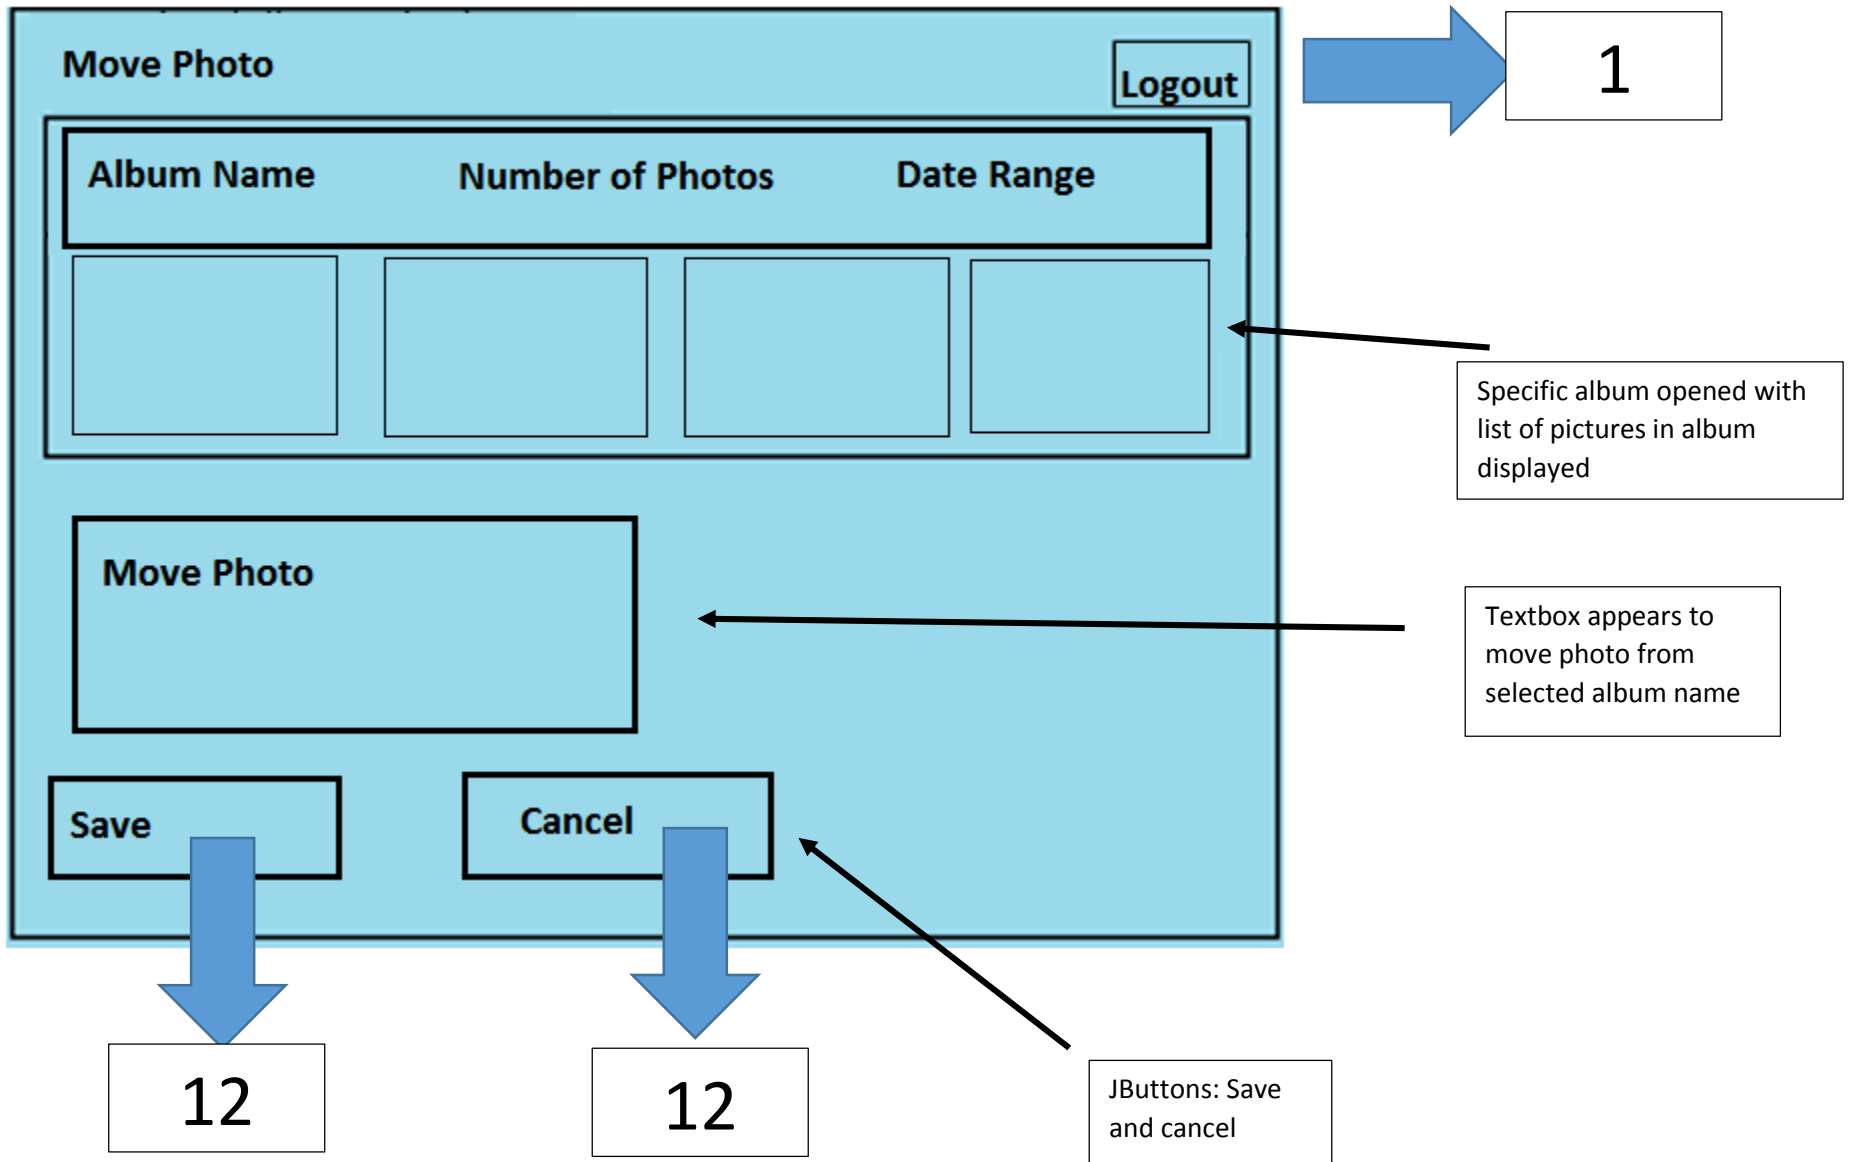 Move Photo
Logout
1
Album Name
Number of Photos
Date Range
Specific album opened with
list of pictures in album
displayed
Move Photo
Textbox appears to
move photo from
selected album name
Save
Cancel
12
12
JButtons: Save
and cancel